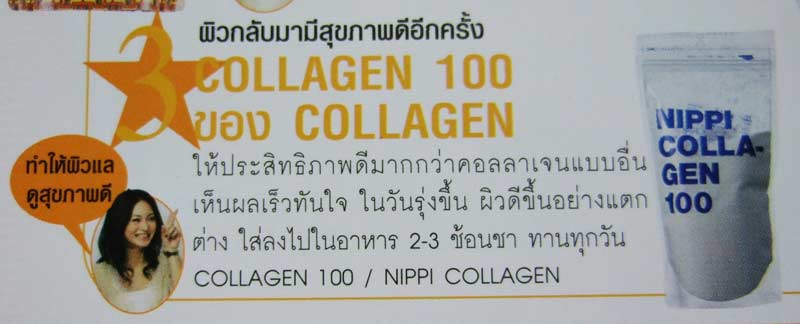 ผิวกลับมามีสุขภาพดีอีกครั้ง
3
COLLAGEN 100
ของ COLLAGEN
ทำให้ผิวแล
ดูสุขภาพดี
ให้ประสิทธิภาพดีมากกว่าคอลลาเจนแบบอื่น
เห็นผลเร็วทันใจ ในวันรุ่งขึ้น ผิวดีขึ้นอย่างแตก
ต่าง ใส่ลงไปในอาหาร 2-3 ช้อนชา ทานทุกวัน
COLLAGEN 100 / NIPPI COLLAGEN
NIPPI
COLLA-
GEN
100